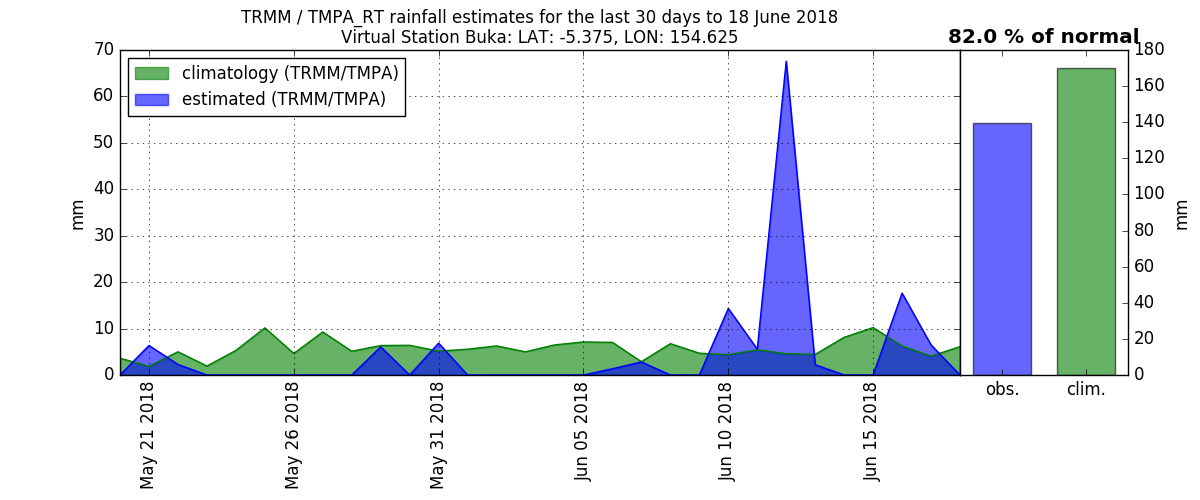 TRMM / TMPA_RT rainfall estimates for the last 30 days to 18 June 2018
Virtual Station Buka: LAT: -5.375, LON: 154.625
82.0 % of normal
climatology (TRMM/TMPA)
estimated (TRMM/TMPA)
mm
70
60
50
40
30
20
10
0
May 21 2018
May 26 2018
May 31 2018
Jun 05 2018
Jun 10 2018
Jun 15 2018
180
160
140
120
100
80
60
40
20
0
mm
obs.
clim.